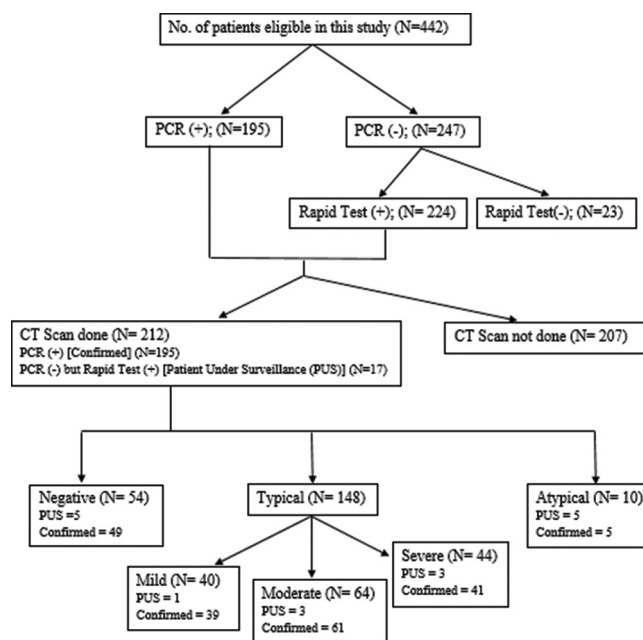 No. of patients eligible in this study (N=442)
PCR (+); (N=195)
PCR (-); (N=247)
Rapid Test (+); (N= 224)
Rapid Test(-); (N=23)
CT Scan done (N= 212)
PCR (+) [Confirmed] (N=195)
PCR (-) but Rapid Test (+) [Patient Under Surveillance (PUS)] (N=17)
CT Scan not done (N= 207)
Negative (N= 54)
PUS =5
Confirmed = 49
Typical (N= 148)
Atypical (N= 10)
PUS = 5
Confirmed = 5
Mild (N= 40)
PUS = 1
Confirmed = 39
Moderate (N= 64)
PUS = 3
Confirmed = 61
Severe (N= 44)
PUS = 3
Confirmed = 41